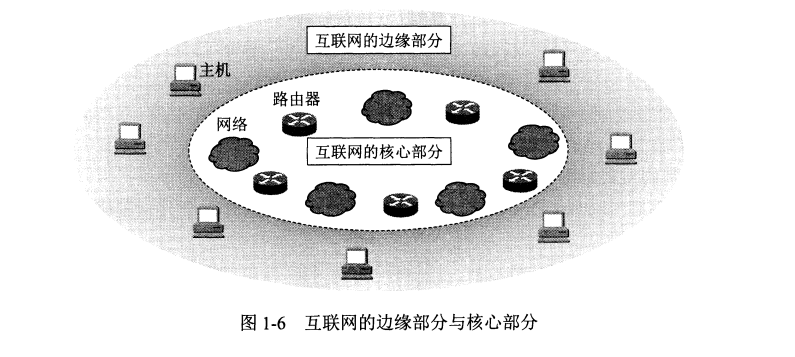 互联网的边缘部分
主机
路由器
网络
互联网的核心部分
图 1-6 互联网的边缘部分与核心部分